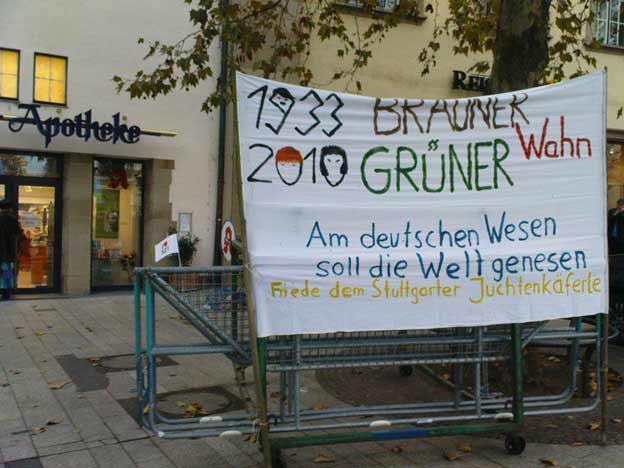 Apotheke
1933 BRAUNER
2010 GRÜNER Wahn
Am deutschen Wesen
soll die Welt genesen
Friede dem Stuttgarter Juchtenkäferle